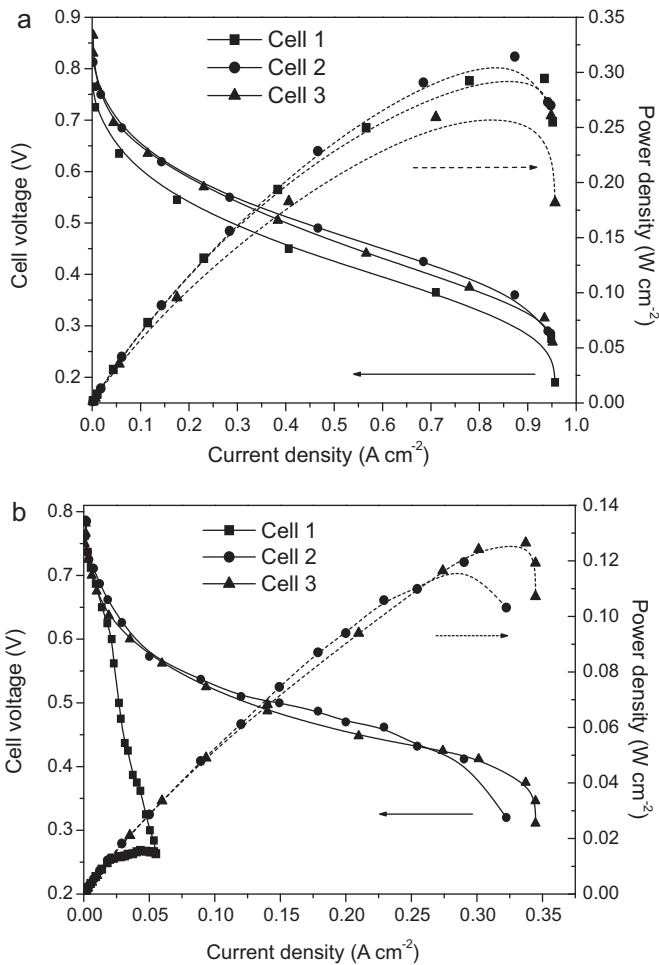 a
Cell 1
Cell 2
Cell 3
Cell voltage (V)
0.9
0.8
0.7
0.6
0.5
0.4
0.3
0.2
0.35
0.30
0.25
0.20
0.15
0.10
0.05
0.00
Power density (W cm⁻²)
0.0 0.1 0.2 0.3 0.4 0.5 0.6 0.7 0.8 0.9 1.0
Current density (A cm⁻²)
b
Cell 1
Cell 2
Cell 3
Cell voltage (V)
0.8
0.7
0.6
0.5
0.4
0.3
0.2
0.14
0.12
0.10
0.08
0.06
0.04
0.02
0.00
Power density (W cm⁻²)
0.00 0.05 0.10 0.15 0.20 0.25 0.30 0.35
Current density (A cm⁻²)